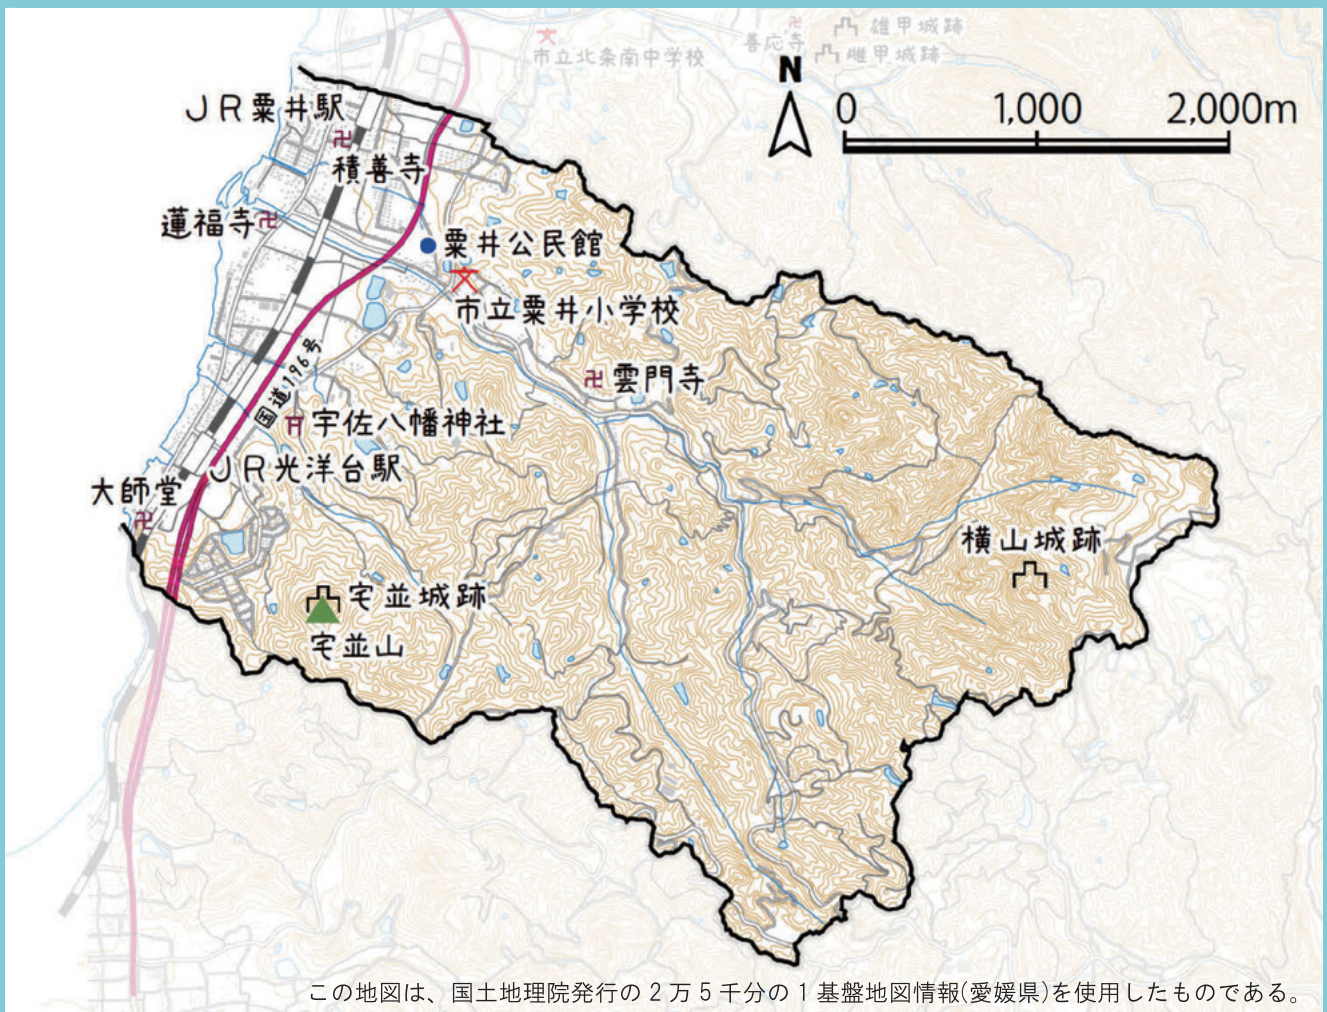 雄甲城跡
善応寺
雌甲城跡
市立北条南中学校
N
0 1,000 2,000m
JR粟井駅
積善寺
蓮福寺
粟井公民館
市立粟井小学校
国道196号
雲門寺
宇佐八幡神社
JR光洋台駅
大師堂
横山城跡
宅並城跡
宅並山
この地図は、国土地理院発行の2万5千分の1基盤地図情報(愛媛県)を使用したものである。